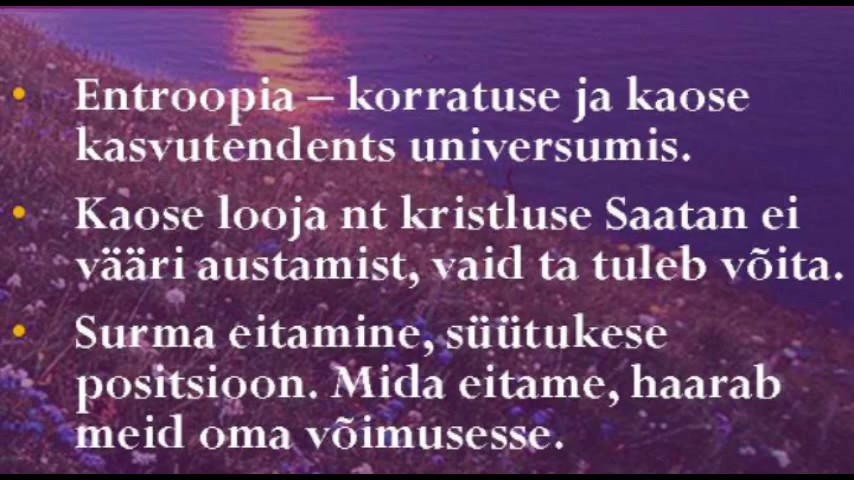 • Entroopia – korratuse ja kaose
kasvutendents universumis.
• Kaose looja nt kristluse Saatan ei
vääri austamist, vaid ta tuleb võita.
• Surma eitamine, süütukese
positsioon. Mida eitame, haarab
meid oma võimusesse.